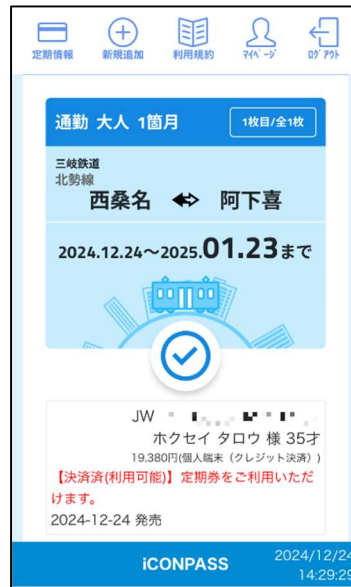 定期情報
新規追加
利用規約
ﾏｲﾍﾟｰｼﾞ
ﾛｸﾞｱｳﾄ
通勤 大人 1箇月
1枚目/全1枚
三岐鉄道
北勢線
西桑名 阿下喜
2024.12.24～2025.01.23まで
JW
ホクセイ タロウ 様 35才
19,380円(個人端末（クレジット決済）)
【決済済(利用可能)】定期券をご利用いただ
けます。
2024-12-24 発売
iCONPASS
2024/12/24
14:29:29